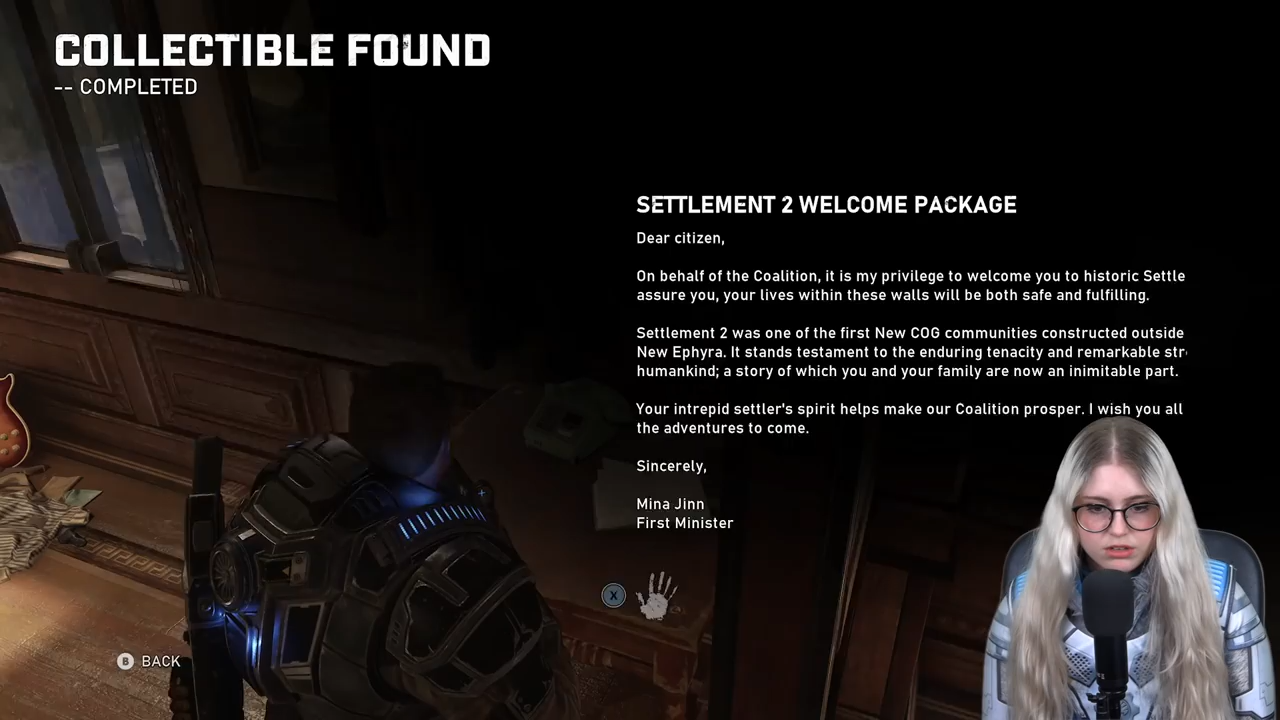 COLLECTIBLE FOUND
-- COMPLETED
SETTLEMENT 2 WELCOME PACKAGE
Dear citizen,
On behalf of the Coalition, it is my privilege to welcome you to historic Settle
assure you, your lives within these walls will be both safe and fulfilling.
Settlement 2 was one of the first New COG communities constructed outside
New Ephyra. It stands testament to the enduring tenacity and remarkable str
humankind; a story of which you and your family are now an inimitable part.
Your intrepid settler's spirit helps make our Coalition prosper. I wish you all
the adventures to come.
Sincerely,
Mina Jinn
First Minister
X
B BACK